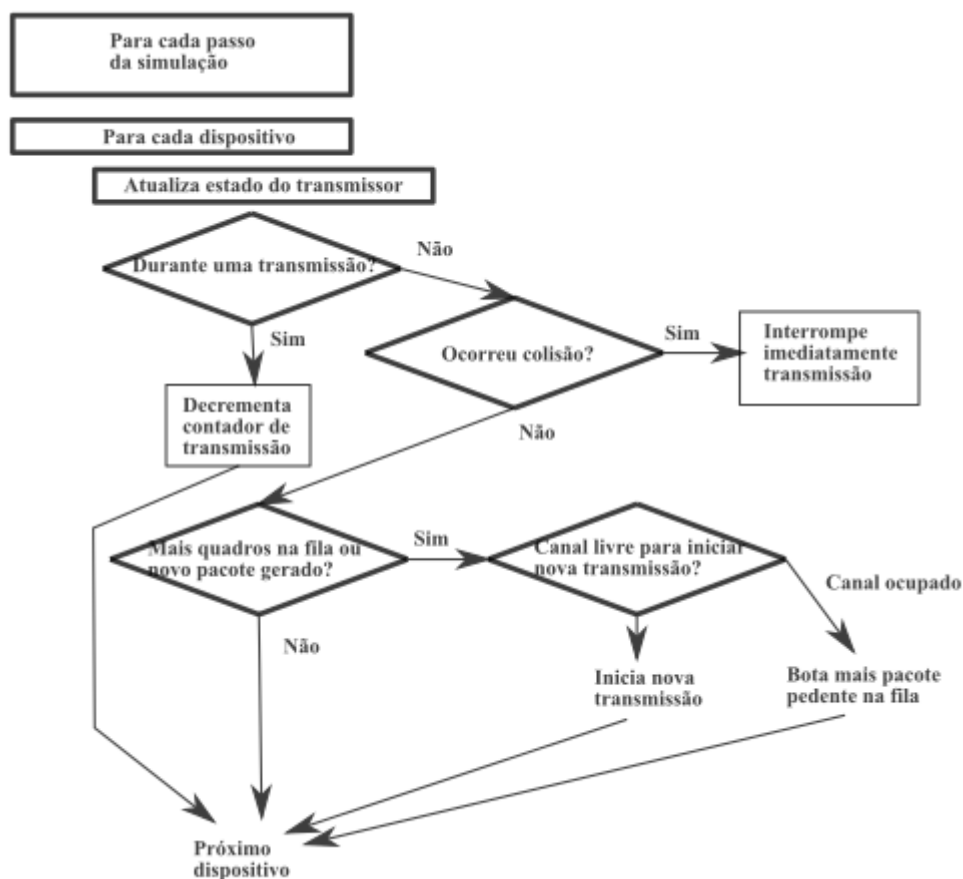 Para cada passo
da simulação
Para cada dispositivo
Atualiza estado do transmissor
Durante uma transmissão?
Não
Sim
Ocorreu colisão?
Sim
Interrompe
imediatamente
transmissão
Decrementa
contador de
transmissão
Não
Mais quadros na fila ou
novo pacote gerado?
Sim
Canal livre para iniciar
nova transmissão?
Canal ocupado
Não
Inicia nova
transmissão
Bota mais pacote
pedente na fila
Próximo
dispositivo